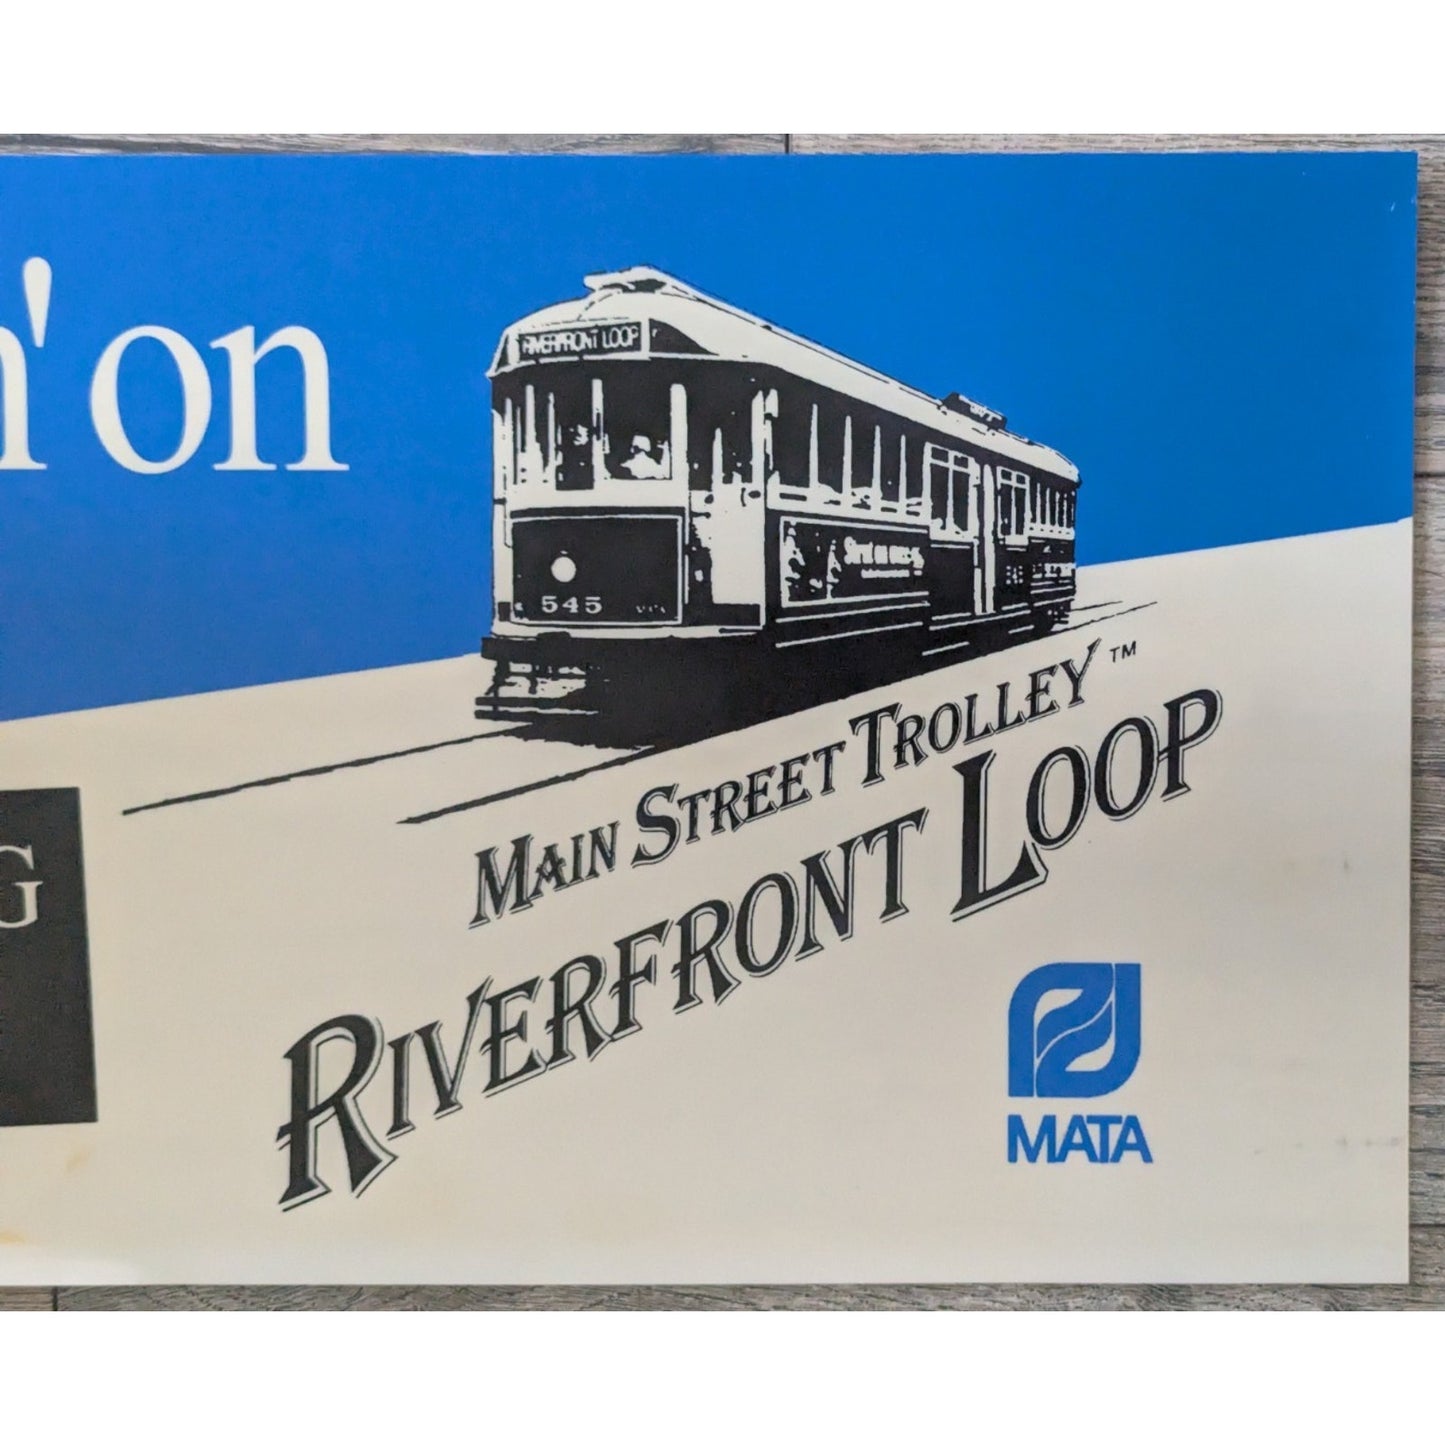 n' on
RIVERFRONT LOOP
545
G
MAIN STREET TROLLEY™
RIVERFRONT LOOP
MATA